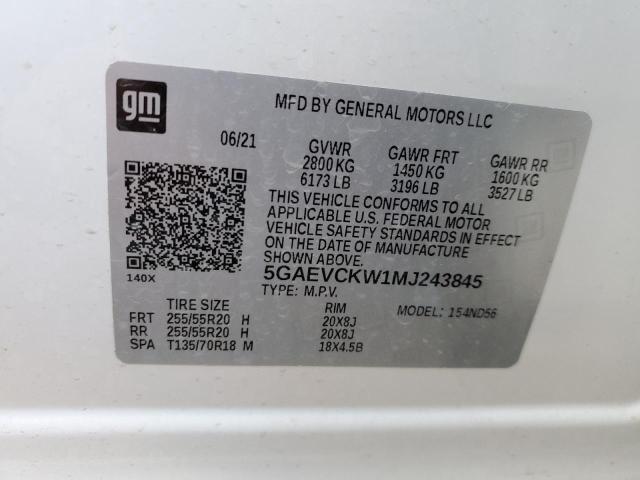 gm
MFD BY GENERAL MOTORS LLC
06/21 GVWR GAWR FRT GAWR RR
2800 KG 1450 KG 1600 KG
6173 LB 3196 LB 3527 LB
THIS VEHICLE CONFORMS TO ALL
APPLICABLE U.S. FEDERAL MOTOR
VEHICLE SAFETY STANDARDS IN EFFECT
ON THE DATE OF MANUFACTURE
SHOWN ABOVE.
140X
5GAEVCKW1MJ243845
TYPE: M.P.V. MODEL: 154ND56
TIRE SIZE RIM
FRT 255/55R20 H 20X8J
RR 255/55R20 H 20X8J
SPA T135/70R18 M 18X4.5B